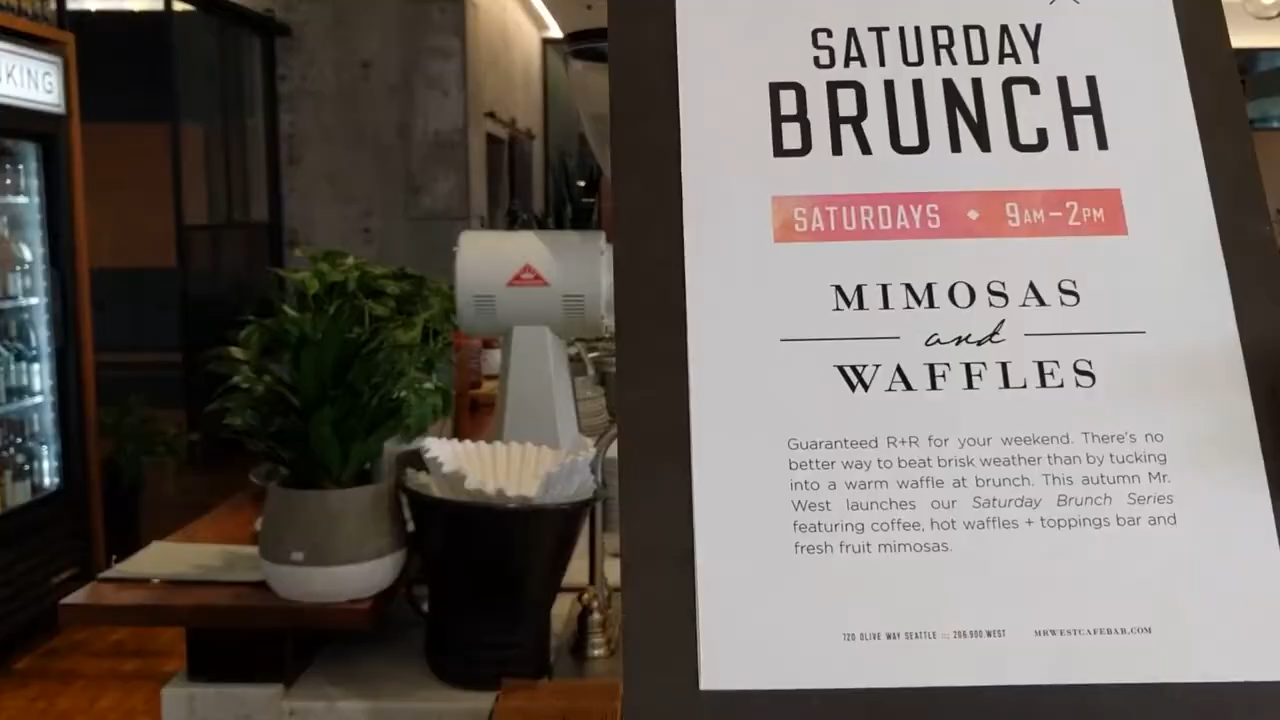 SATURDAY
BRUNCH
SATURDAYS ◆ 9AM-2PM
MIMOSAS
and
WAFFLES
Guaranteed R+R for your weekend. There's no
better way to beat brisk weather than by tucking
into a warm waffle at brunch. This autumn Mr.
West launches our Saturday Brunch Series
featuring coffee, hot waffles + toppings bar and
fresh fruit mimosas.
720 OLIVE WAY SEATTLE ::: 206.900.WEST MRWESTCAFEBAR.COM